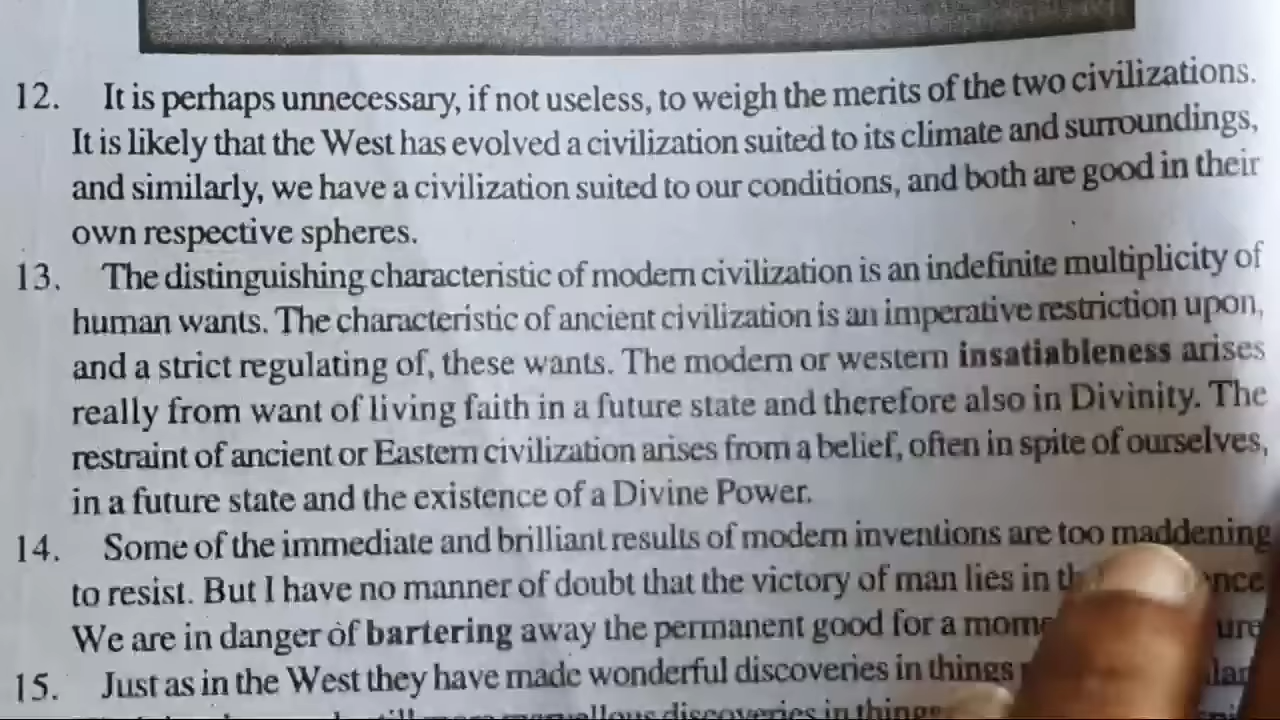 12. It is perhaps unnecessary, if not useless, to weigh the merits of the two civilizations.
It is likely that the West has evolved a civilization suited to its climate and surroundings,
and similarly, we have a civilization suited to our conditions, and both are good in their
own respective spheres.
13. The distinguishing characteristic of modern civilization is an indefinite multiplicity of
human wants. The characteristic of ancient civilization is an imperative restriction upon,
and a strict regulating of, these wants. The modern or western insatiableness arises
really from want of living faith in a future state and therefore also in Divinity. The
restraint of ancient or Eastern civilization arises from a belief, often in spite of ourselves,
in a future state and the existence of a Divine Power.
14. Some of the immediate and brilliant results of modern inventions are too maddening
to resist. But I have no manner of doubt that the victory of man lies in
We are in danger of bartering away the permanent good for a
15. Just as in the West they have made wonderful discoveries in things
discoveries in things